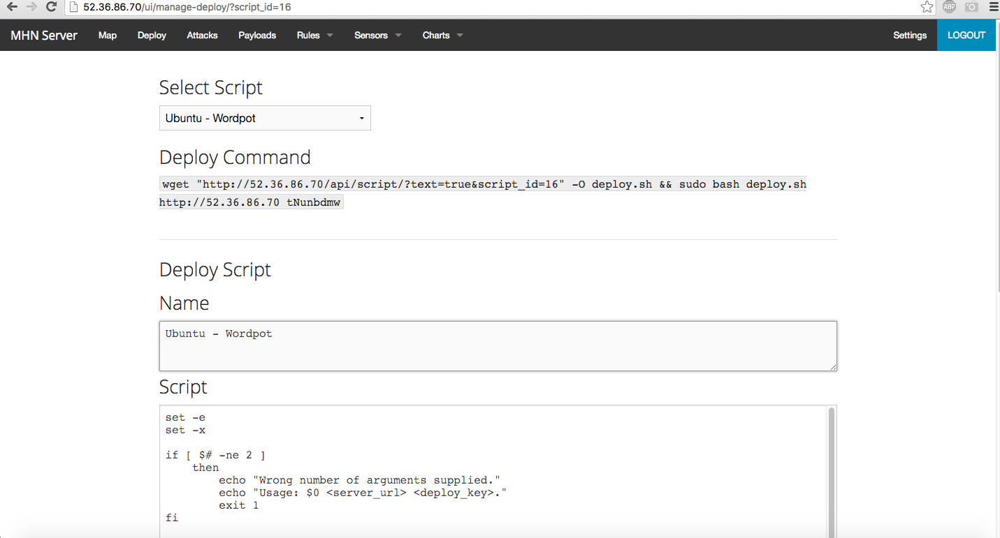 52.36.86.70/ui/manage-deploy/?script_id=16
ABP
MHN Server Map Deploy Attacks Payloads Rules Sensors Charts Settings LOGOUT
Select Script
Ubuntu - Wordpot
Deploy Command
wget "http://52.36.86.70/api/script/?text=true&script_id=16" -O deploy.sh && sudo bash deploy.sh
http://52.36.86.70 tNunbdmw
Deploy Script
Name
Ubuntu - Wordpot
Script
set -e
set -x
if [ $# -ne 2 ]
then
echo "Wrong number of arguments supplied."
echo "Usage: $0 <server_url> <deploy_key>."
exit 1
fi